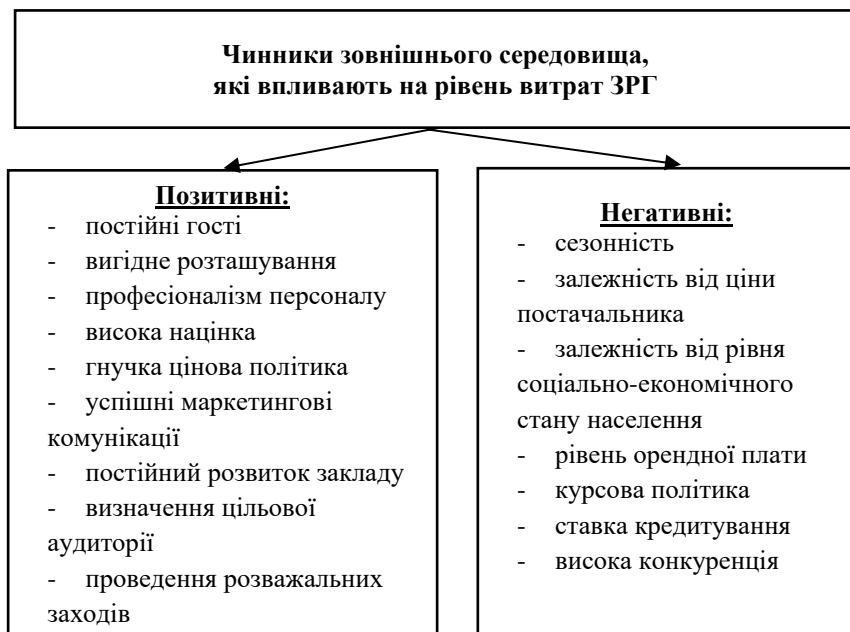 Чинники зовнішнього середовища,
які впливають на рівень витрат ЗРГ
Позитивні:
- постійні гості
- вигідне розташування
- професіоналізм персоналу
- висока націнка
- гнучка цінова політика
- успішні маркетингові
комунікації
- постійний розвиток закладу
- визначення цільової
аудиторії
- проведення розважальних
заходів
Негативні:
- сезонність
- залежність від ціни
постачальника
- залежність від рівня
соціально-економічного
стану населення
- рівень орендної плати
- курсова політика
- ставка кредитування
- висока конкуренція